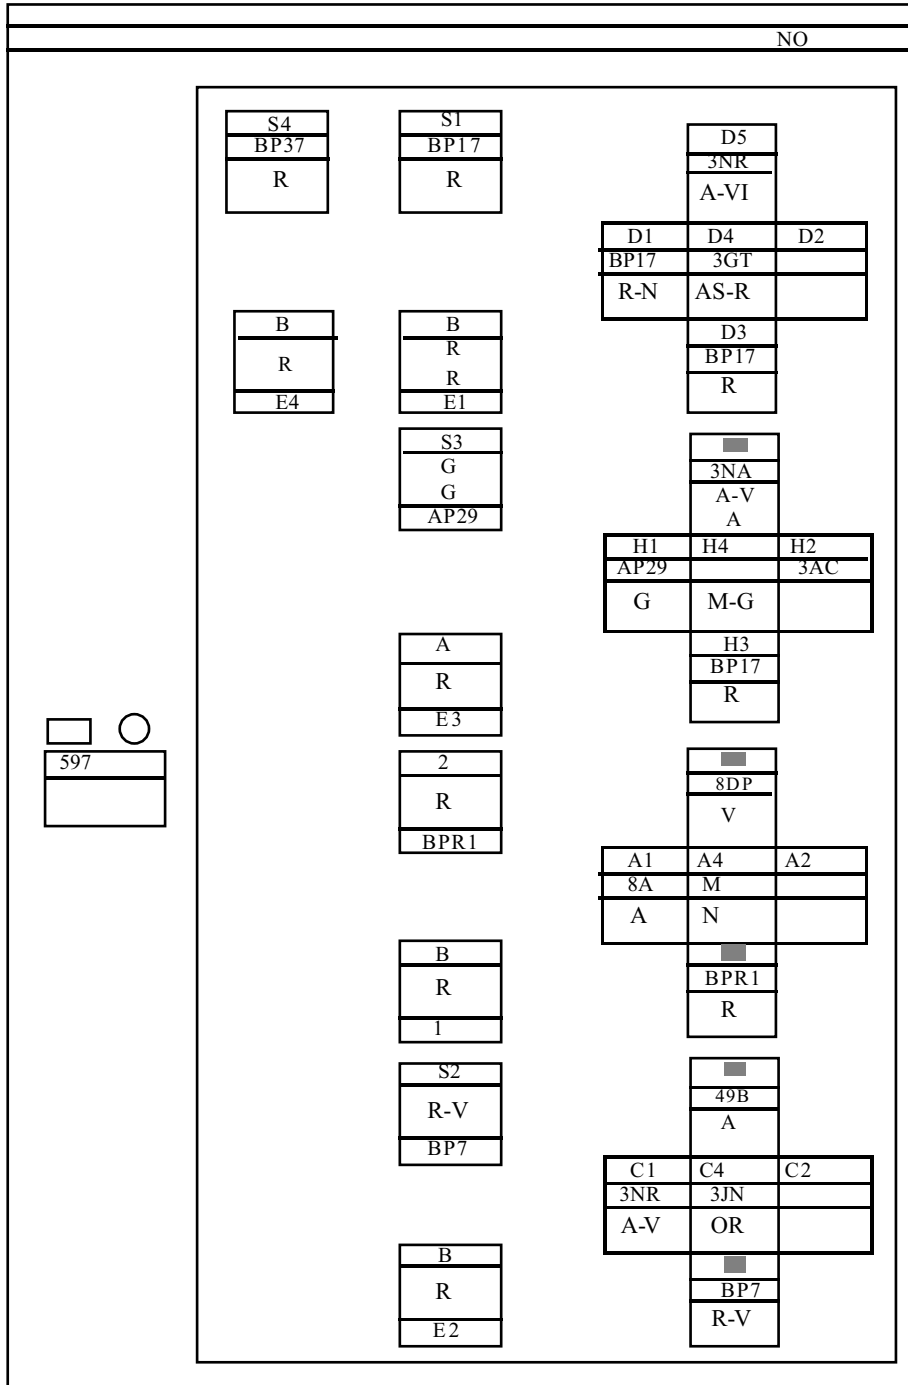 NO
S4
BP37
R
S1
BP17
R
D5
3NR
A-VI
D1 D4 D2
BP17 3GT
R-N AS-R
D3
BP17
R
B
R
E4
B
R
R
E1
S3
G
G
AP29
3NA
A-V
A
H1 H4 H2
AP29 3AC
G M-G
H3
BP17
R
A
R
E3
597
2
R
BPR1
8DP
V
A1 A4 A2
8A M
A N
BPR1
R
B
R
1
S2
R-V
BP7
49B
A
C1 C4 C2
3NR 3JN
A-V OR
BP7
R-V
B
R
E2